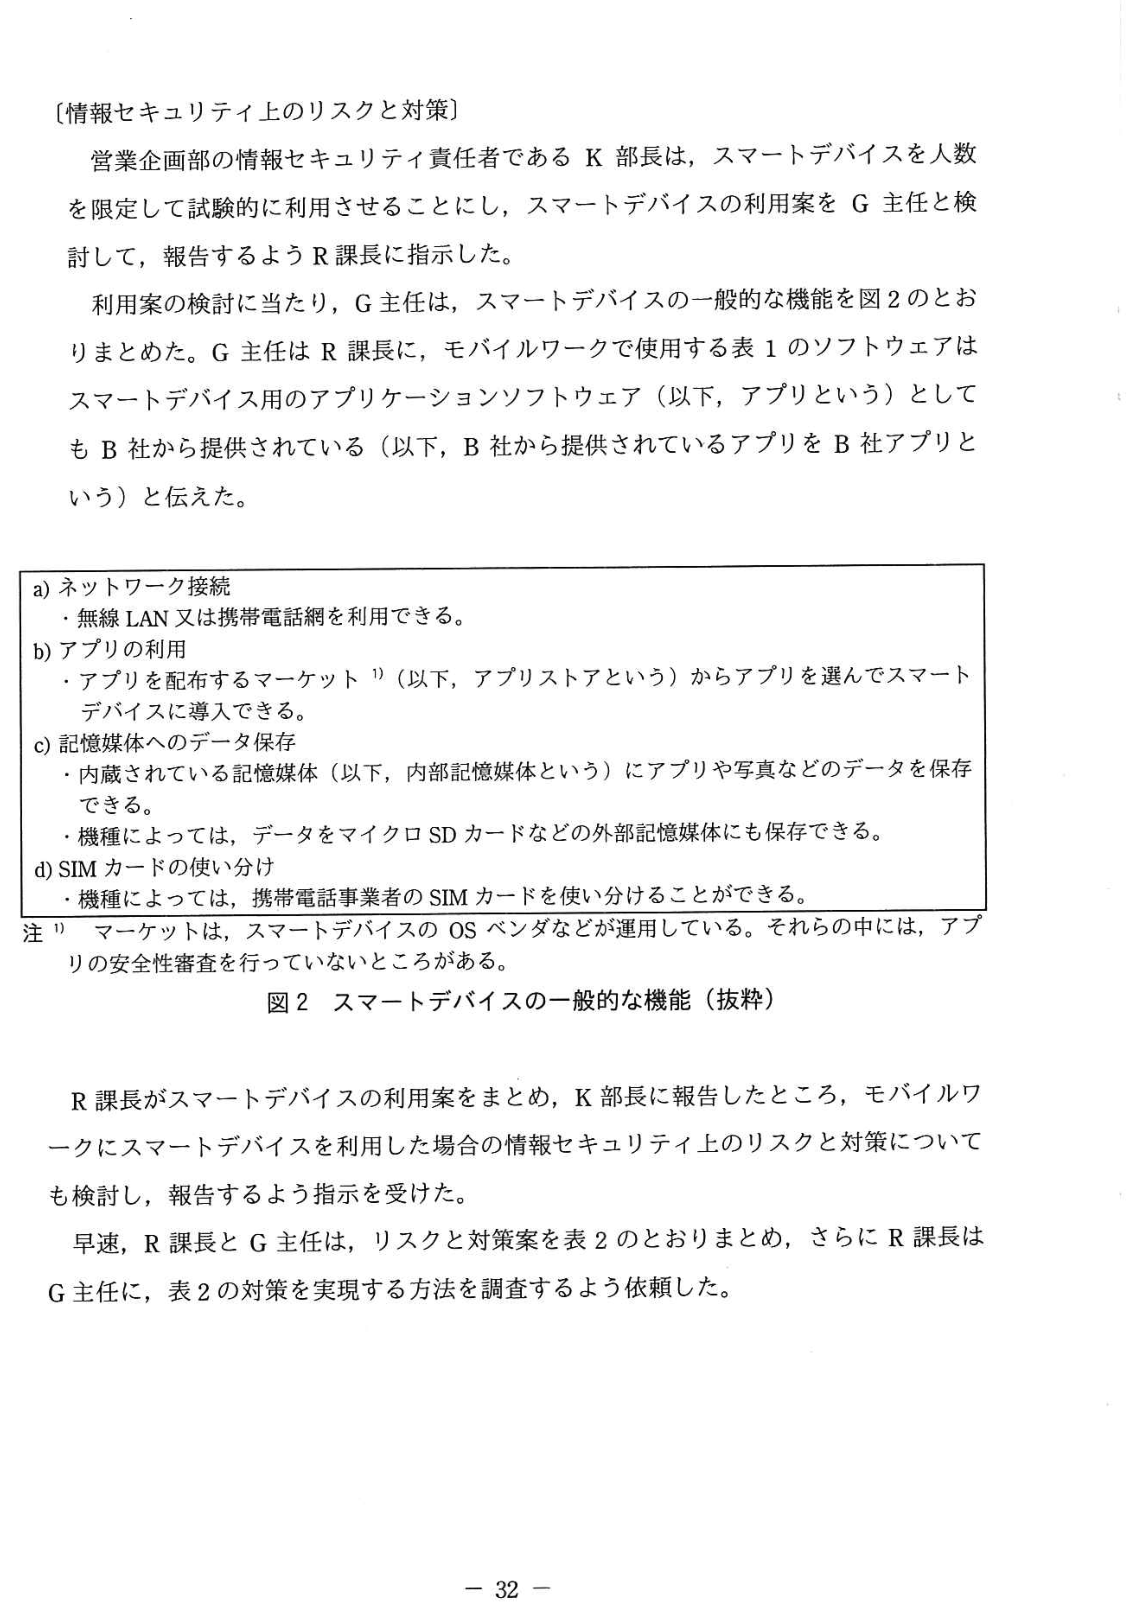 〔情報セキュリティ上のリスクと対策〕
営業企画部の情報セキュリティ責任者である K 部長は，スマートデバイスを人数
を限定して試験的に利用させることにし，スマートデバイスの利用案を G 主任と検
討して，報告するよう R 課長に指示した。
利用案の検討に当たり，G 主任は，スマートデバイスの一般的な機能を図 2 のとお
りまとめた。G 主任は R 課長に，モバイルワークで使用する表 1 のソフトウェアは
スマートデバイス用のアプリケーションソフトウェア（以下，アプリという）として
も B 社から提供されている（以下，B 社から提供されているアプリを B 社アプリと
いう）と伝えた。
a) ネットワーク接続
・無線 LAN 又は携帯電話網を利用できる。
b) アプリの利用
・アプリを配布するマーケット 1)（以下，アプリストアという）からアプリを選んでスマート
デバイスに導入できる。
c) 記憶媒体へのデータ保存
・内蔵されている記憶媒体（以下，内部記憶媒体という）にアプリや写真などのデータを保存
できる。
・機種によっては，データをマイクロ SD カードなどの外部記憶媒体にも保存できる。
d) SIM カードの使い分け
・機種によっては，携帯電話事業者の SIM カードを使い分けることができる。
注 1) マーケットは，スマートデバイスの OS ベンダなどが運用している。それらの中には，アプ
リの安全性審査を行っていないところがある。
図 2 スマートデバイスの一般的な機能（抜粋）
R 課長がスマートデバイスの利用案をまとめ，K 部長に報告したところ，モバイルワ
ークにスマートデバイスを利用した場合の情報セキュリティ上のリスクと対策について
も検討し，報告するよう指示を受けた。
早速，R 課長と G 主任は，リスクと対策案を表 2 のとおりまとめ，さらに R 課長は
G 主任に，表 2 の対策を実現する方法を調査するよう依頼した。
－ 32 －